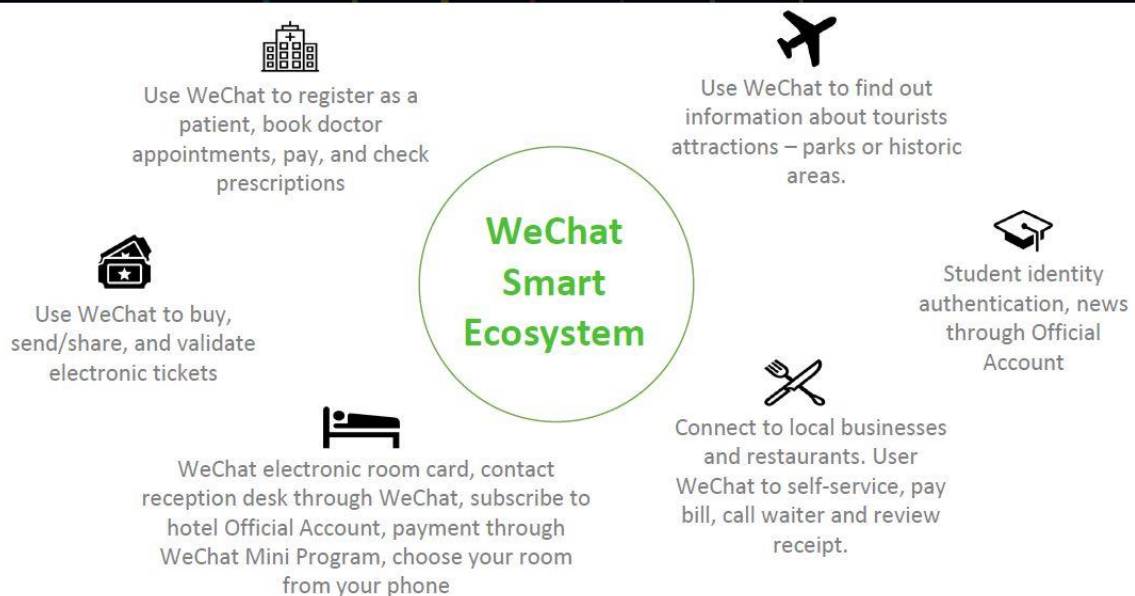 Use WeChat to register as a
patient, book doctor
appointments, pay, and check
prescriptions
Use WeChat to find out
information about tourists
attractions – parks or historic
areas.
WeChat
Smart
Ecosystem
Student identity
authentication, news
through Official
Account
Use WeChat to buy,
send/share, and validate
electronic tickets
Connect to local businesses
and restaurants. User
WeChat to self-service, pay
bill, call waiter and review
receipt.
WeChat electronic room card, contact
reception desk through WeChat, subscribe to
hotel Official Account, payment through
WeChat Mini Program, choose your room
from your phone